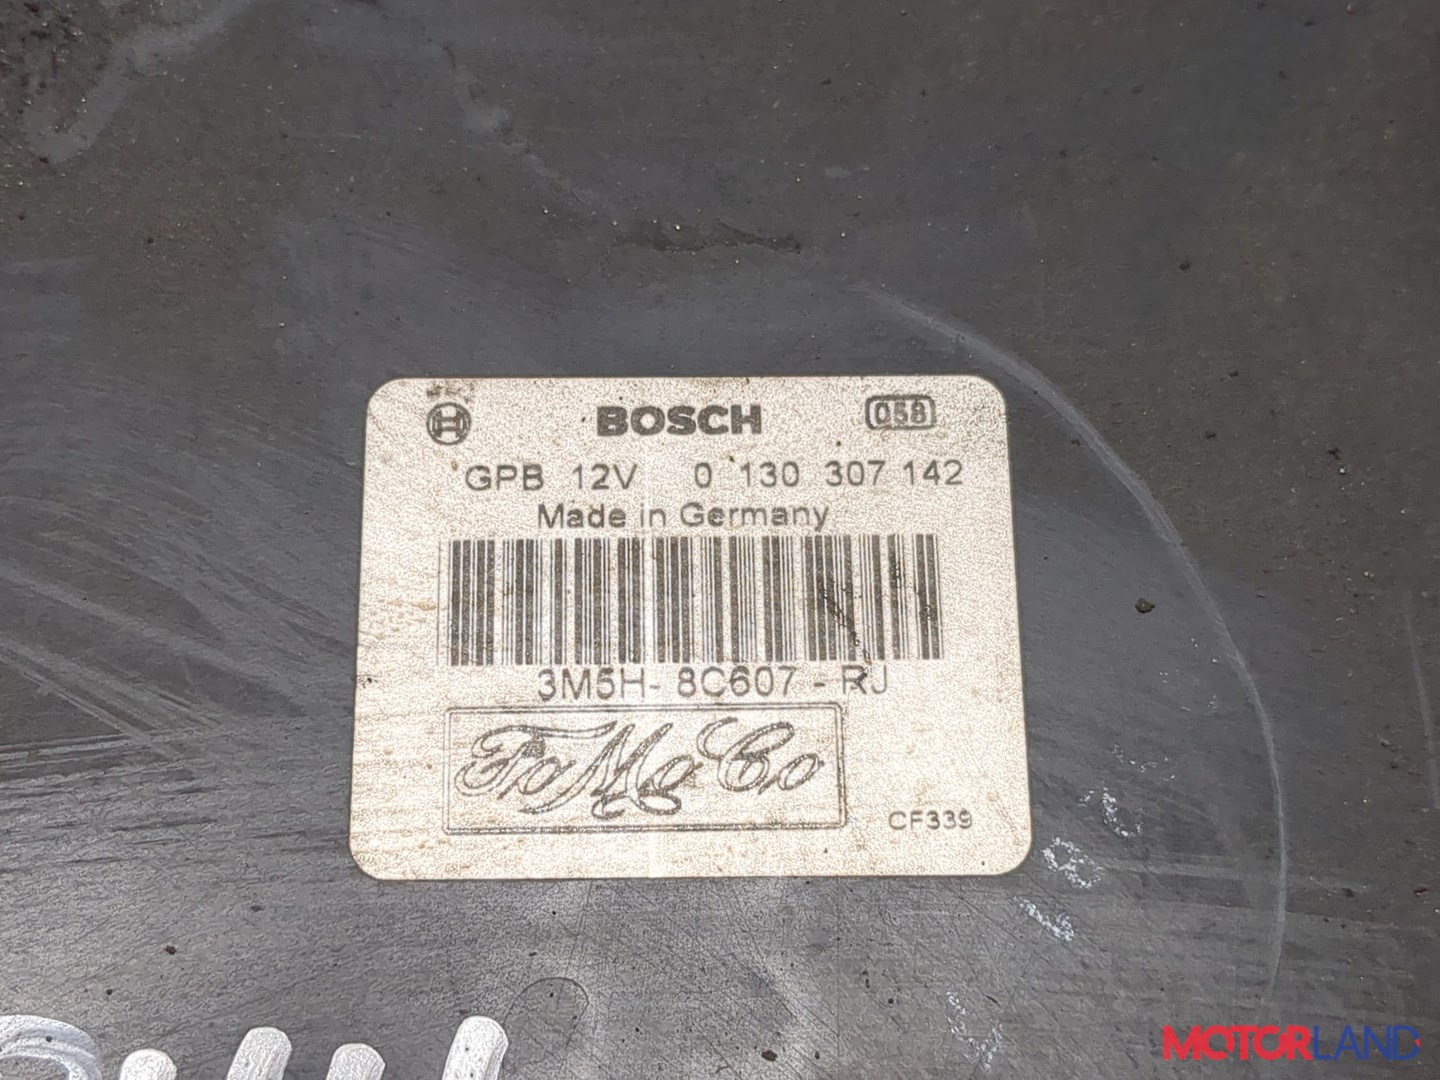 BOSCH 058
GPB 12V 0 130 307 142
Made in Germany
3M5H- 8C607 - RJ
FoMoCo
CF339
MOTORLAND